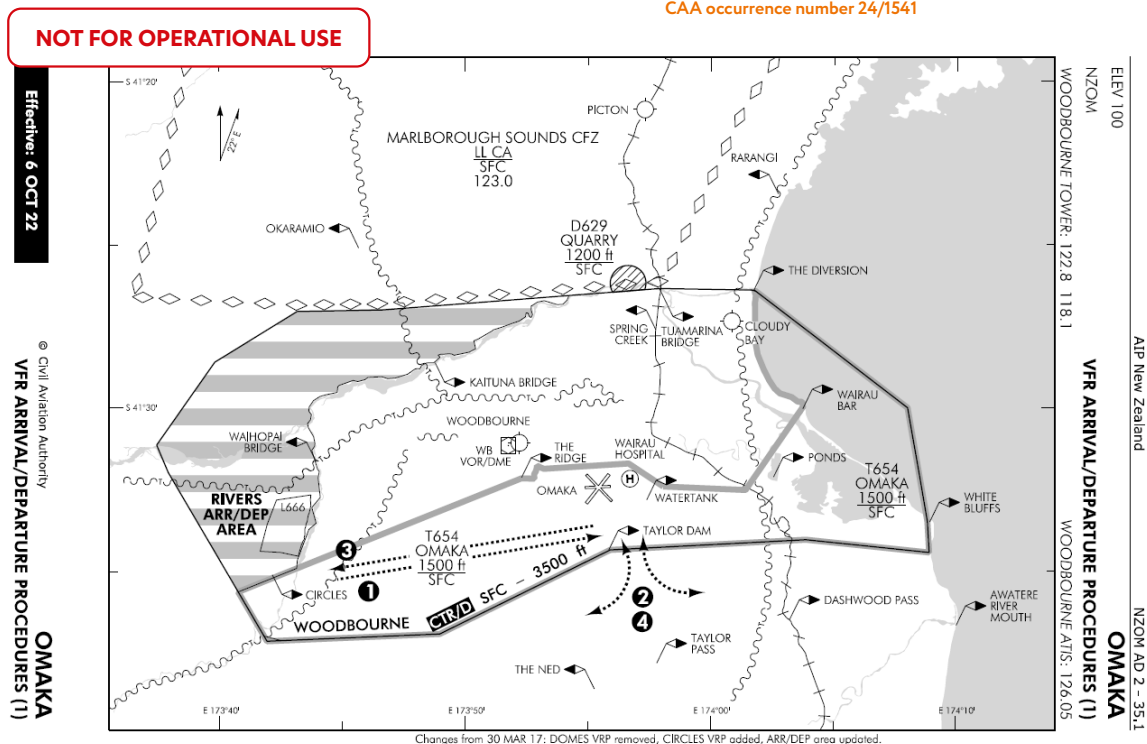 CAA occurrence number 24/1541
NOT FOR OPERATIONAL USE
Effective: 6 OCT 22
© Civil Aviation Authority
VFR ARRIVAL/DEPARTURE PROCEDURES (1)
OMAKA
S 41°20'
22° E
MARLBOROUGH SOUNDS CFZ
LL CA
SFC
123.0
PICTON
RARANGI
OKARAMIO
D629
QUARRY
1200 ft
SFC
THE DIVERSION
SPRING
CREEK
TUAMARINA
BRIDGE
CLOUDY
BAY
KAITUNA BRIDGE
WAIRAU
BAR
S 41°30'
WAIHOPAI
BRIDGE
WOODBOURNE
WB
VOR/DME
THE
RIDGE
WAIRAU
HOSPITAL
H
OMAKA
WATERTANK
PONDS
T654
OMAKA
1500 ft
SFC
WHITE
BLUFFS
RIVERS
ARR/DEP
AREA
L666
T654
OMAKA
1500 ft
SFC
TAYLOR DAM
3
1
2
4
CIRCLES
WOODBOURNE CTR/D SFC – 3500 ft
DASHWOOD PASS
AWATERE
RIVER
MOUTH
TAYLOR
PASS
THE NED
E 173°40'
E 173°50'
E 174°00'
E 174°10'
Changes from 30 MAR 17: DOMES VRP removed, CIRCLES VRP added, ARR/DEP area updated.
AIP New Zealand
NZOM AD 2 – 35.1
ELEV 100
OMAKA
NZOM
VFR ARRIVAL/DEPARTURE PROCEDURES (1)
WOODBOURNE TOWER: 122.8 118.1
WOODBOURNE ATIS: 126.05